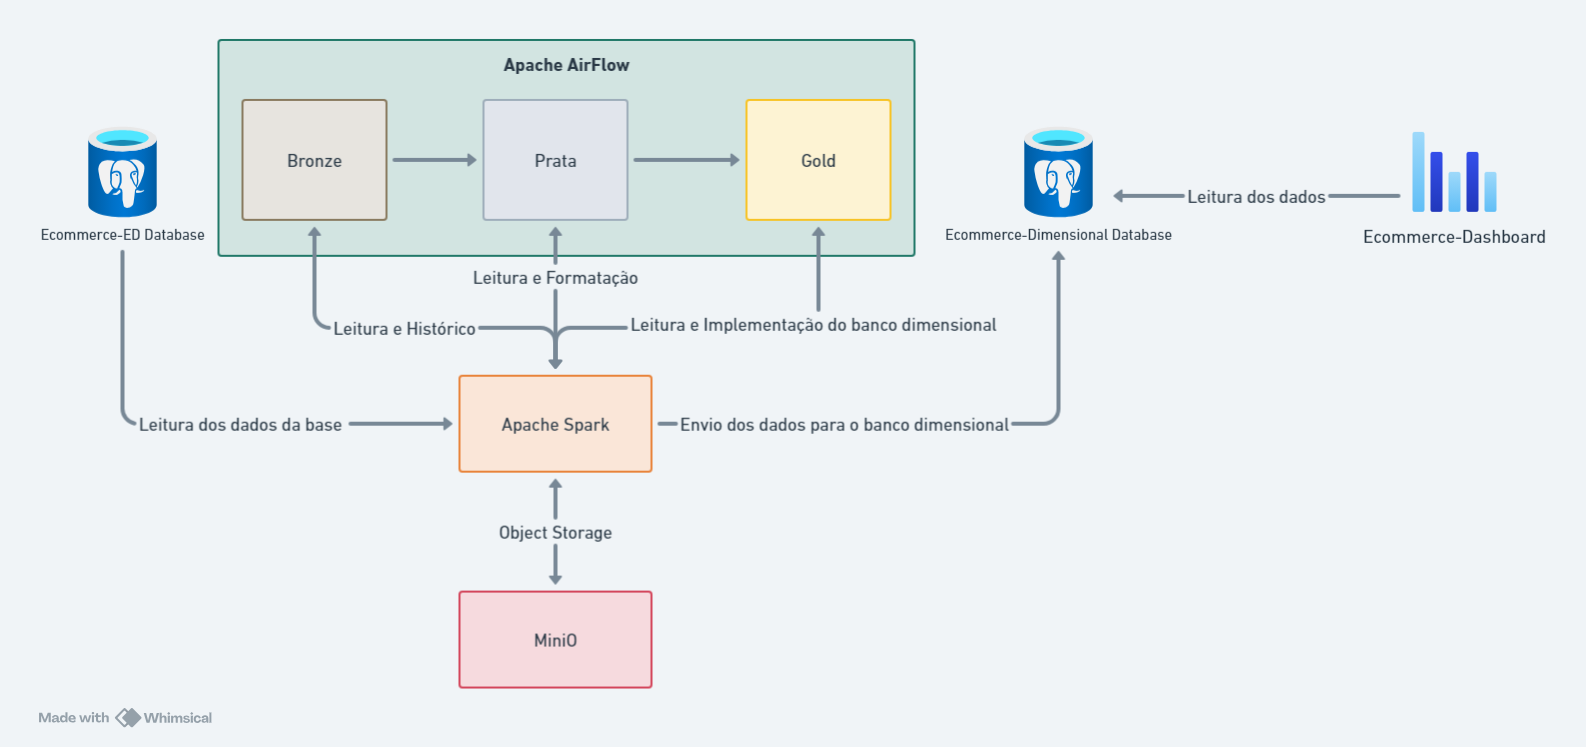 Apache AirFlow
Bronze
Prata
Gold
Ecommerce-ED Database
Ecommerce-Dimensional Database
Leitura dos dados
Ecommerce-Dashboard
Leitura e Formatação
Leitura e Histórico
Leitura e Implementação do banco dimensional
Leitura dos dados da base
Apache Spark
Envio dos dados para o banco dimensional
Object Storage
MiniO
Made with Whimsical